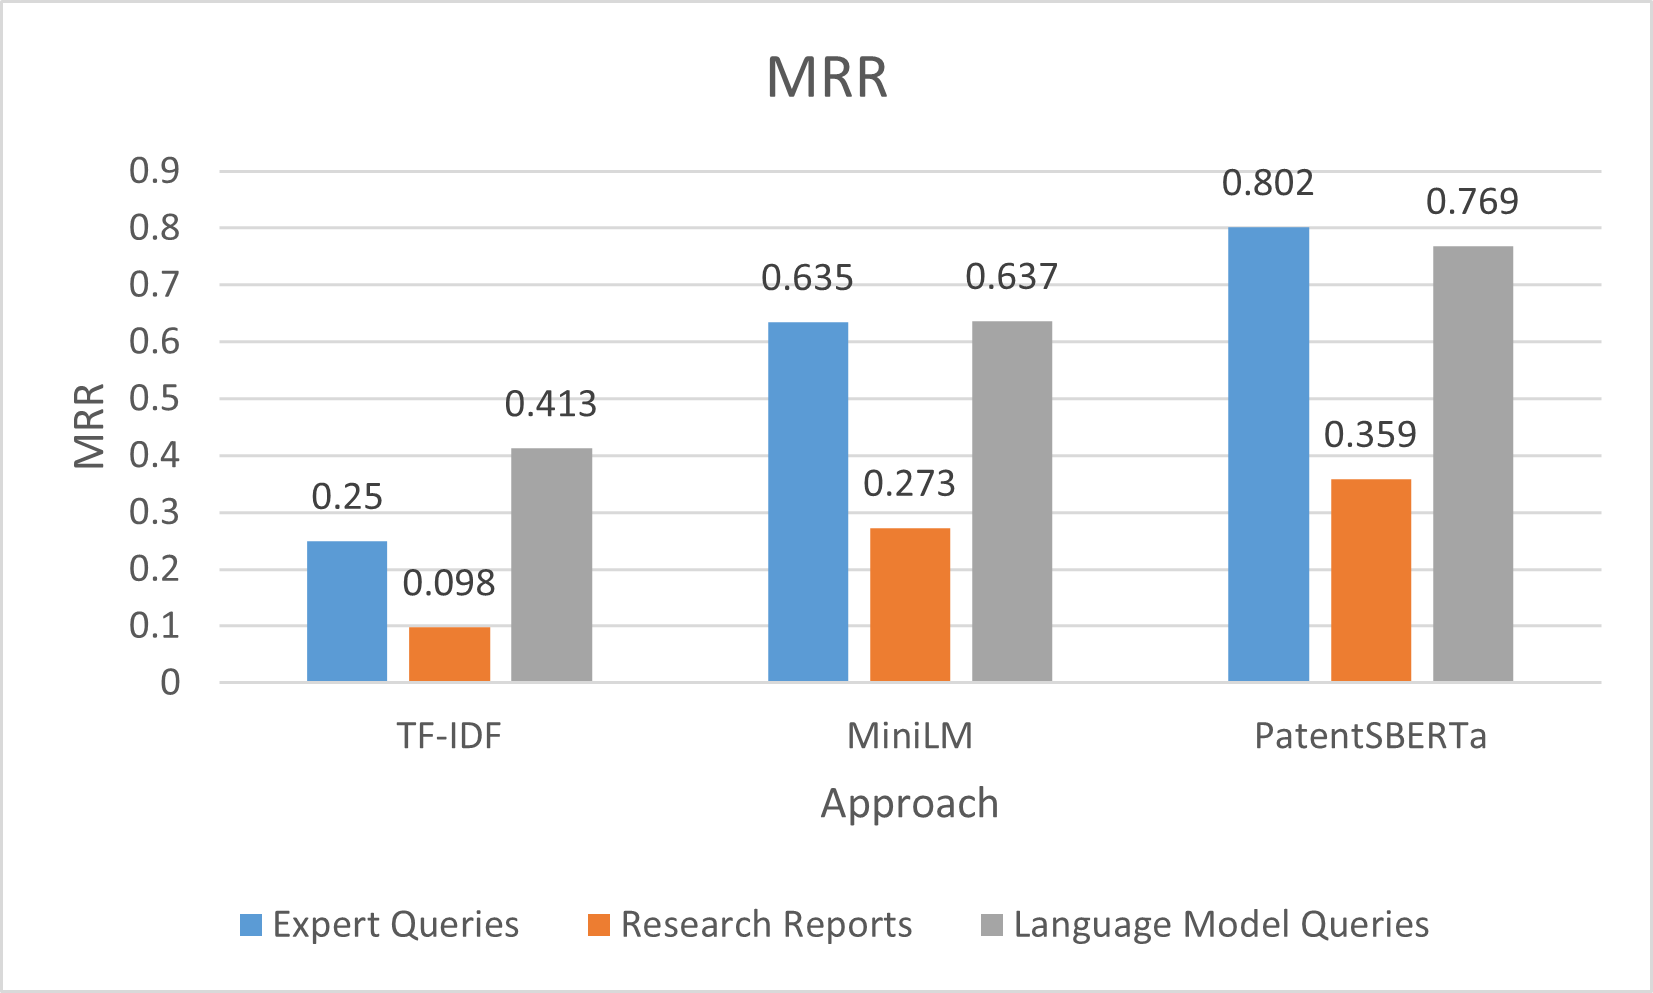 MRR
0.9
0.8
0.7
0.6
0.5
0.4
0.3
0.2
0.1
0
MRR
0.25
0.098
0.413
0.635
0.273
0.637
0.802
0.359
0.769
TF-IDF
MiniLM
PatentSBERTa
Approach
Expert Queries
Research Reports
Language Model Queries